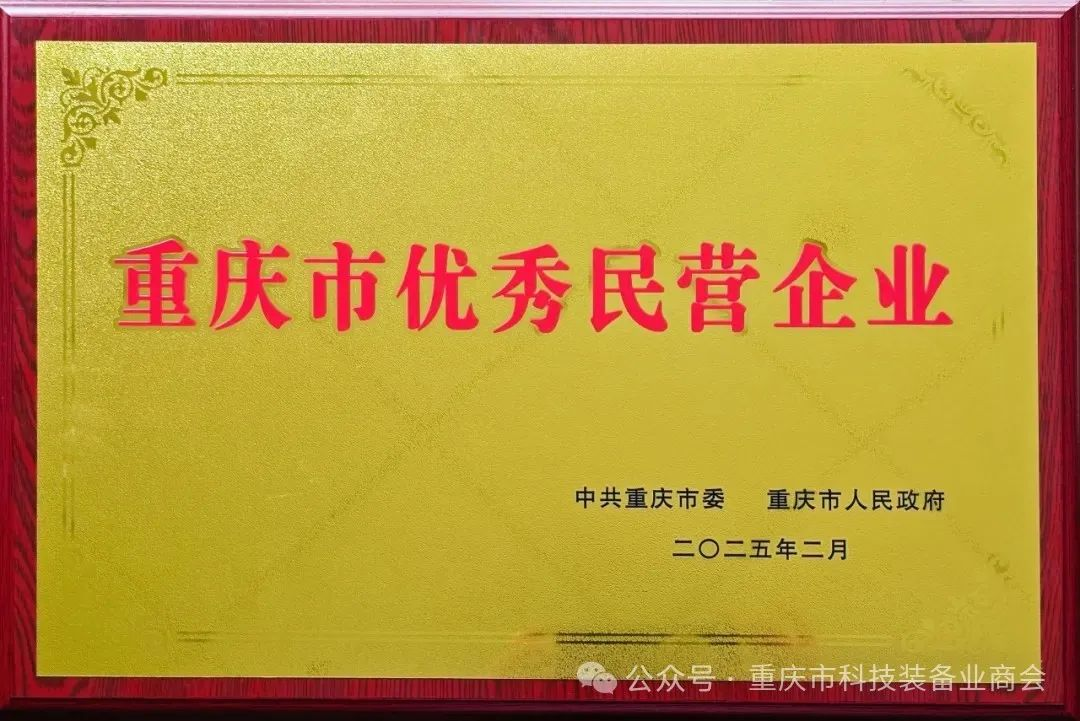 重庆市优秀民营企业
中共重庆市委 重庆市人民政府
二〇二五年二月
公众号·重庆市科技装备业商会